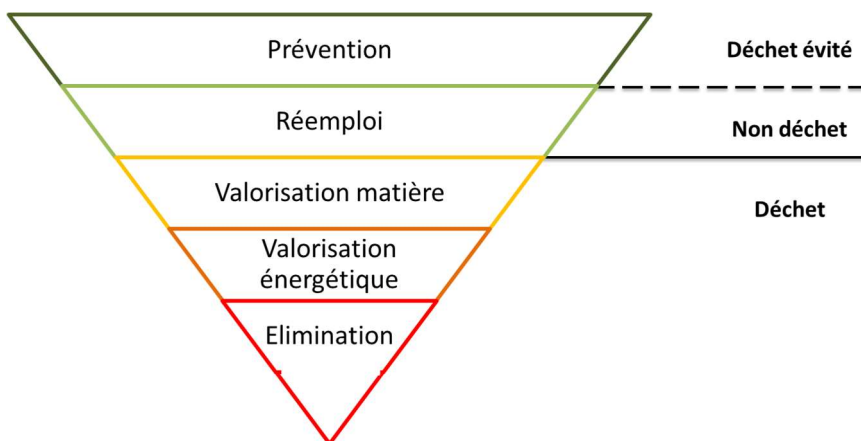 Prévention
Déchet évité
Réemploi
Non déchet
Valorisation matière
Déchet
Valorisation
énergétique
Elimination